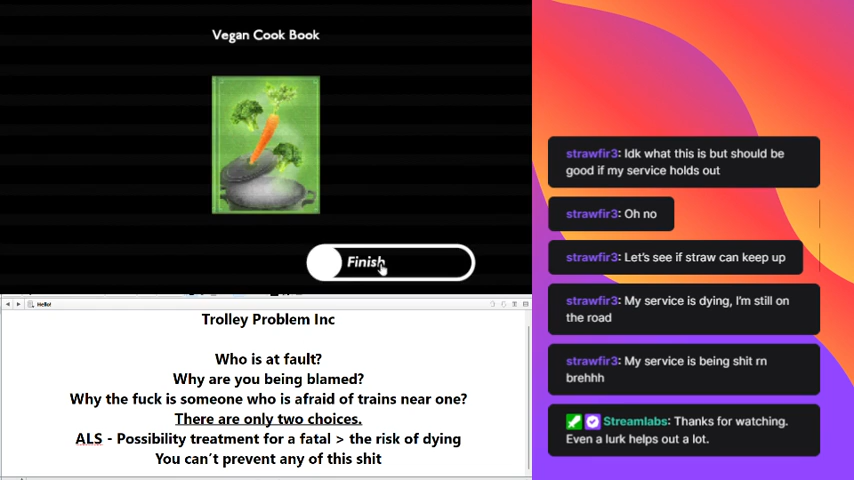 Vegan Cook Book
Finish
Hello!
Trolley Problem Inc
Who is at fault?
Why are you being blamed?
Why the fuck is someone who is afraid of trains near one?
There are only two choices.
ALS - Possibility treatment for a fatal > the risk of dying
You can't prevent any of this shit
strawfir3: Idk what this is but should be
good if my service holds out
strawfir3: Oh no
strawfir3: Let's see if straw can keep up
strawfir3: My service is dying, I'm still on
the road
strawfir3: My service is being shit rn
brehhh
Streamlabs: Thanks for watching.
Even a lurk helps out a lot.